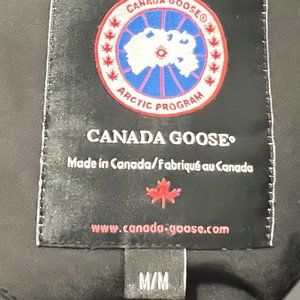 CANADA GOOSE®
ARCTIC PROGRAM
CANADA GOOSE®
Made in Canada/Fabriqué au Canada
www.canada-goose.com
M/M